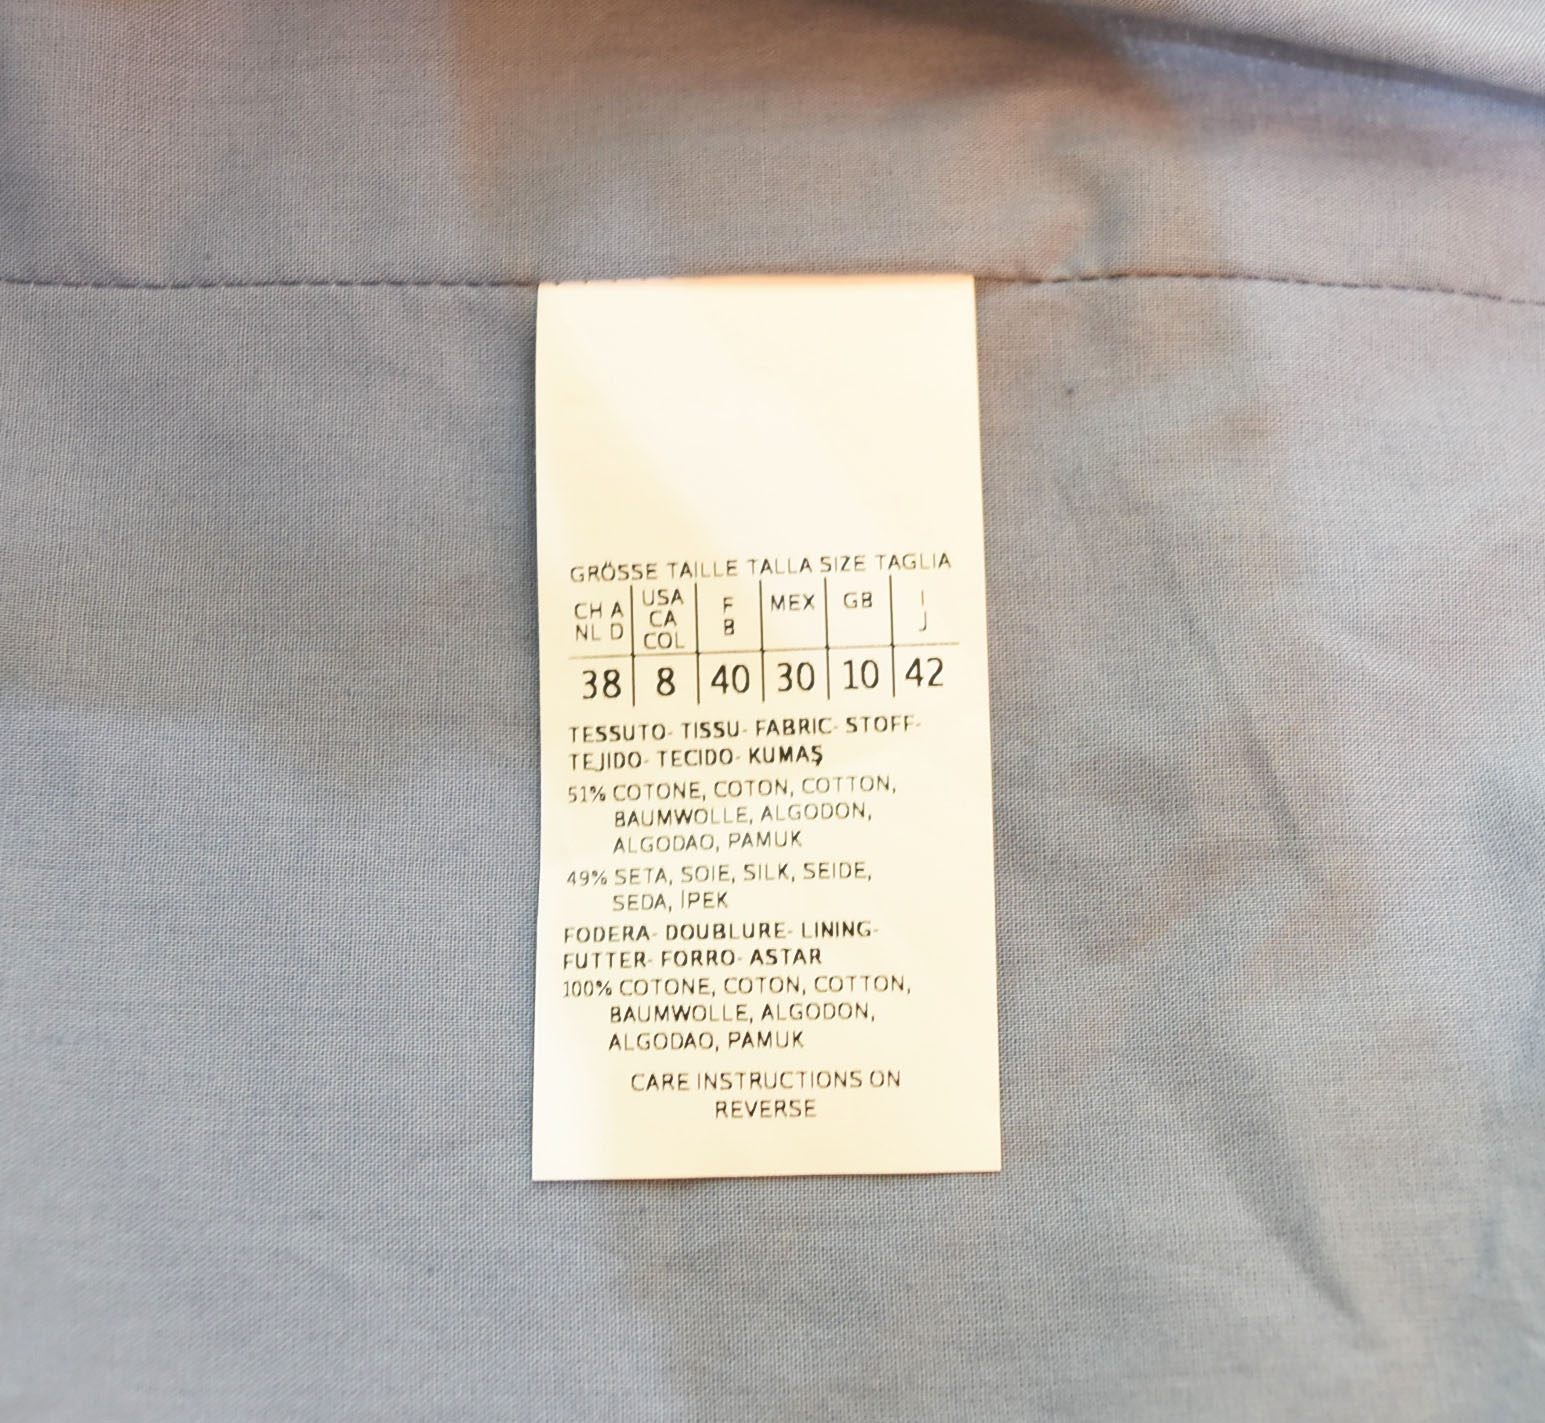 GRÖSSE TAILLE TALLA SIZE TAGLIA
CH A NL D | USA CA COL | F B | MEX | GB | I J
38 | 8 | 40 | 30 | 10 | 42
TESSUTO- TISSU- FABRIC- STOFF-
TEJIDO- TECIDO- KUMAŞ
51% COTONE, COTON, COTTON,
BAUMWOLLE, ALGODON,
ALGODAO, PAMUK
49% SETA, SOIE, SILK, SEIDE,
SEDA, İPEK
FODERA- DOUBLURE- LINING-
FUTTER- FORRO- ASTAR
100% COTONE, COTON, COTTON,
BAUMWOLLE, ALGODON,
ALGODAO, PAMUK
CARE INSTRUCTIONS ON
REVERSE